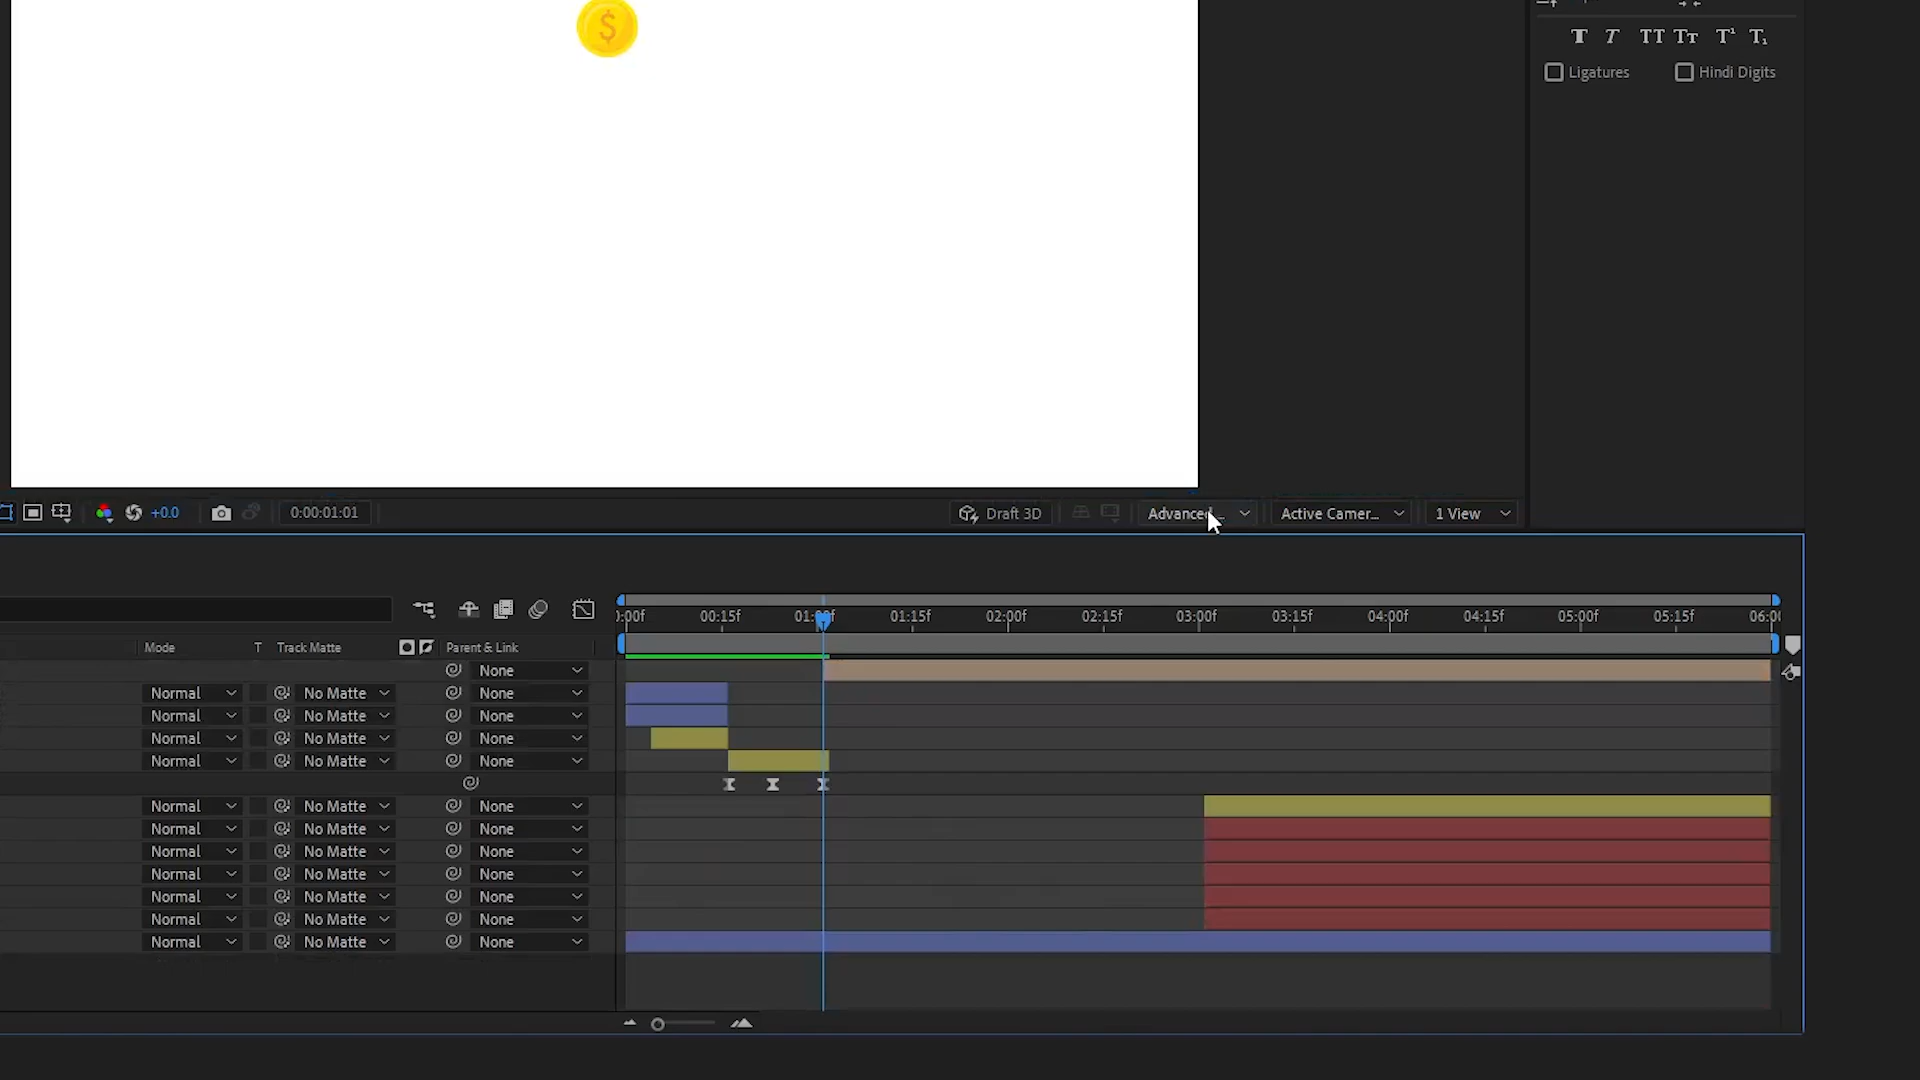 $
T T TT Tт T¹ T₁
Ligatures Hindi Digits
+0.0 0:00:01:01 Draft 3D Advanced... Active Camer... 1 View
:00f 00:15f 01:00f 01:15f 02:00f 02:15f 03:00f 03:15f 04:00f 04:15f 05:00f 05:15f 06:00
Mode T Track Matte Parent & Link
None
Normal No Matte None
Normal No Matte None
Normal No Matte None
Normal No Matte None
Normal No Matte None
Normal No Matte None
Normal No Matte None
Normal No Matte None
Normal No Matte None
Normal No Matte None
Normal No Matte None